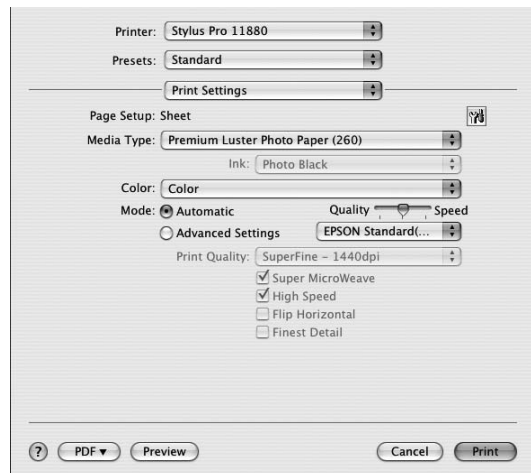 Printer: Stylus Pro 11880
Presets: Standard
Print Settings
Page Setup: Sheet
Media Type: Premium Luster Photo Paper (260)
Ink: Photo Black
Color: Color
Mode: Automatic Quality Speed
Advanced Settings EPSON Standard(...
Print Quality: SuperFine - 1440dpi
Super MicroWeave
High Speed
Flip Horizontal
Finest Detail
? PDF Preview Cancel Print